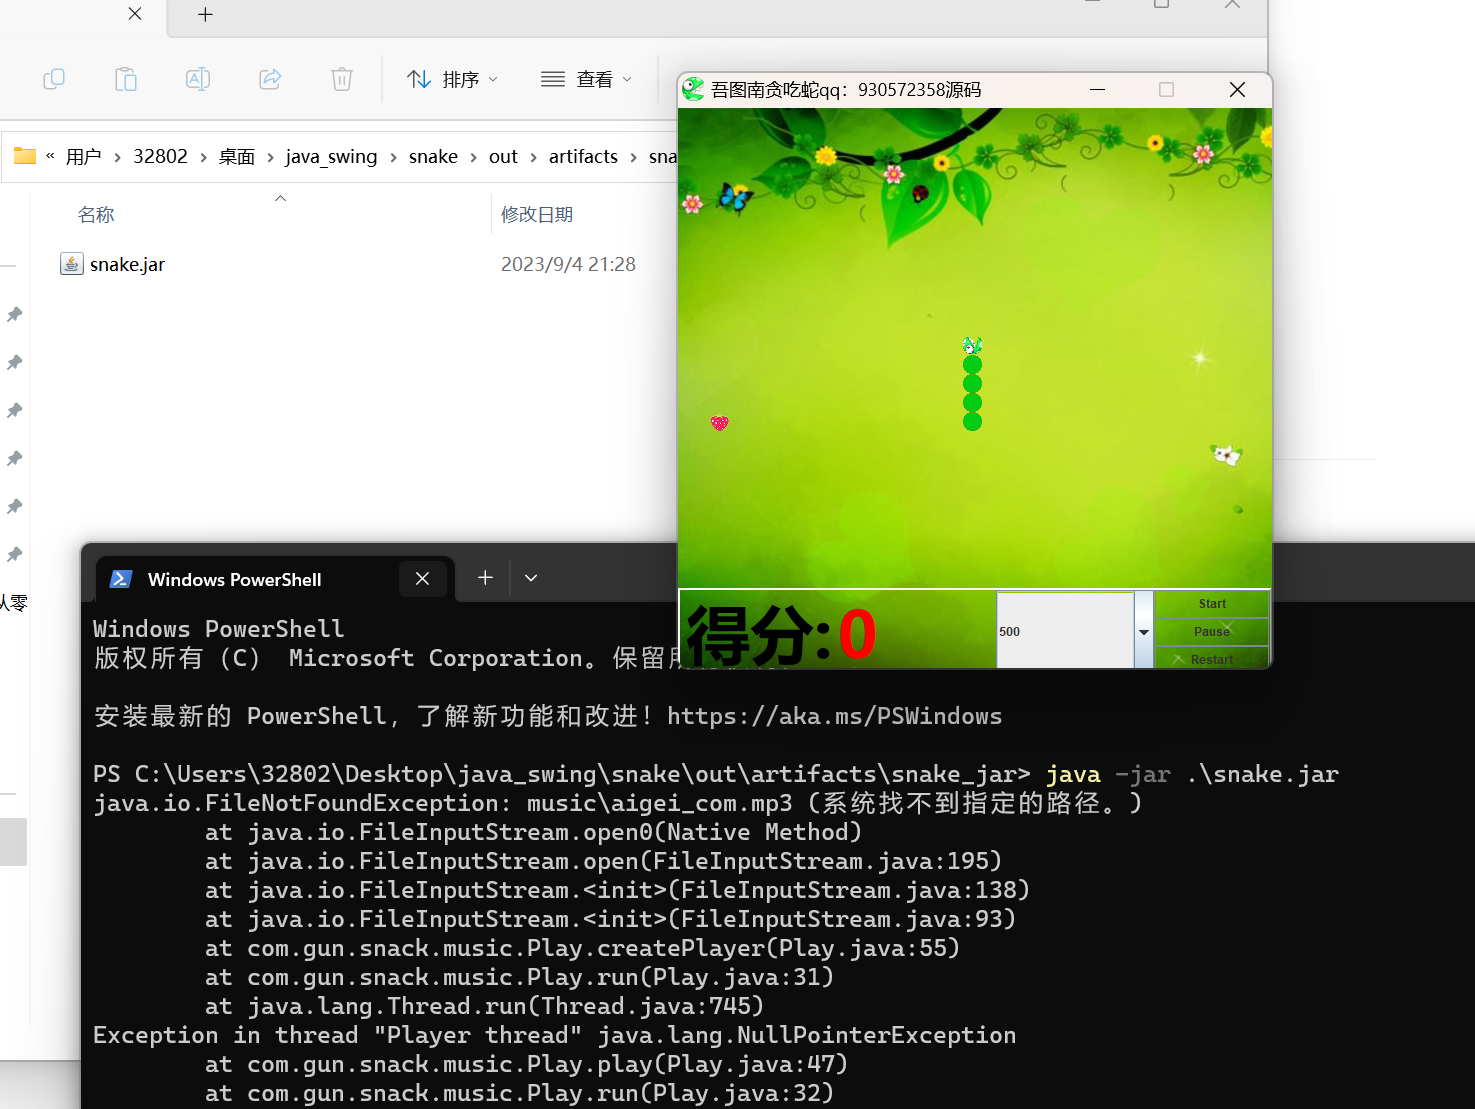 排序
查看
« 用户 › 32802 › 桌面 › java_swing › snake › out › artifacts › sna
名称
修改日期
snake.jar
2023/9/4 21:28
从零
吾图南贪吃蛇qq：930572358源码
得分:0
500
Start
Pause
Restart
Windows PowerShell
Windows PowerShell
版权所有（C） Microsoft Corporation。保留
安装最新的 PowerShell，了解新功能和改进！https://aka.ms/PSWindows
PS C:\Users\32802\Desktop\java_swing\snake\out\artifacts\snake_jar> java -jar .\snake.jar
java.io.FileNotFoundException: music\aigei_com.mp3 (系统找不到指定的路径。)
at java.io.FileInputStream.open0(Native Method)
at java.io.FileInputStream.open(FileInputStream.java:195)
at java.io.FileInputStream.<init>(FileInputStream.java:138)
at java.io.FileInputStream.<init>(FileInputStream.java:93)
at com.gun.snack.music.Play.createPlayer(Play.java:55)
at com.gun.snack.music.Play.run(Play.java:31)
at java.lang.Thread.run(Thread.java:745)
Exception in thread "Player thread" java.lang.NullPointerException
at com.gun.snack.music.Play.play(Play.java:47)
at com.gun.snack.music.Play.run(Play.java:32)